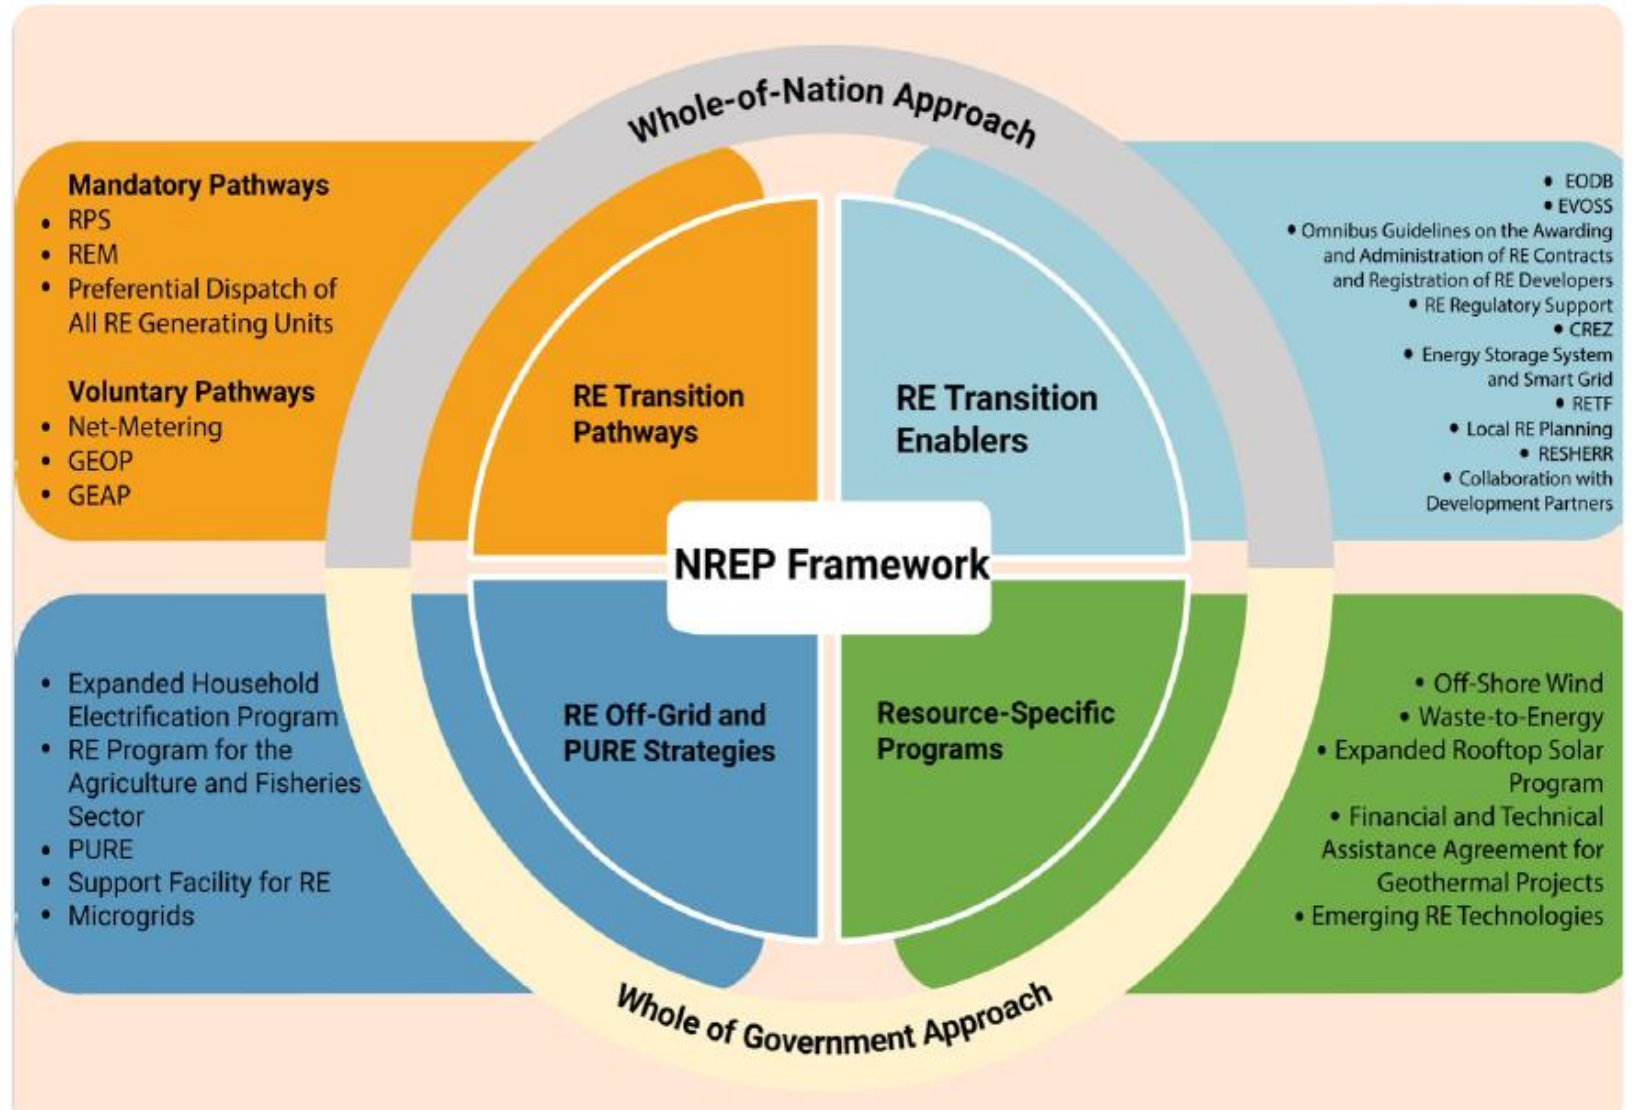 Whole-of-Nation Approach
Mandatory Pathways
• RPS
• REM
• Preferential Dispatch of
All RE Generating Units
Voluntary Pathways
• Net-Metering
• GEOP
• GEAP
RE Transition
Pathways
RE Transition
Enablers
• EODB
• EVOSS
• Omnibus Guidelines on the Awarding
and Administration of RE Contracts
and Registration of RE Developers
• RE Regulatory Support
• CREZ
• Energy Storage System
and Smart Grid
• RETF
• Local RE Planning
• RESHERR
• Collaboration with
Development Partners
NREP Framework
• Expanded Household
Electrification Program
• RE Program for the
Agriculture and Fisheries
Sector
• PURE
• Support Facility for RE
• Microgrids
RE Off-Grid and
PURE Strategies
Resource-Specific
Programs
• Off-Shore Wind
• Waste-to-Energy
• Expanded Rooftop Solar
Program
• Financial and Technical
Assistance Agreement for
Geothermal Projects
• Emerging RE Technologies
Whole of Government Approach